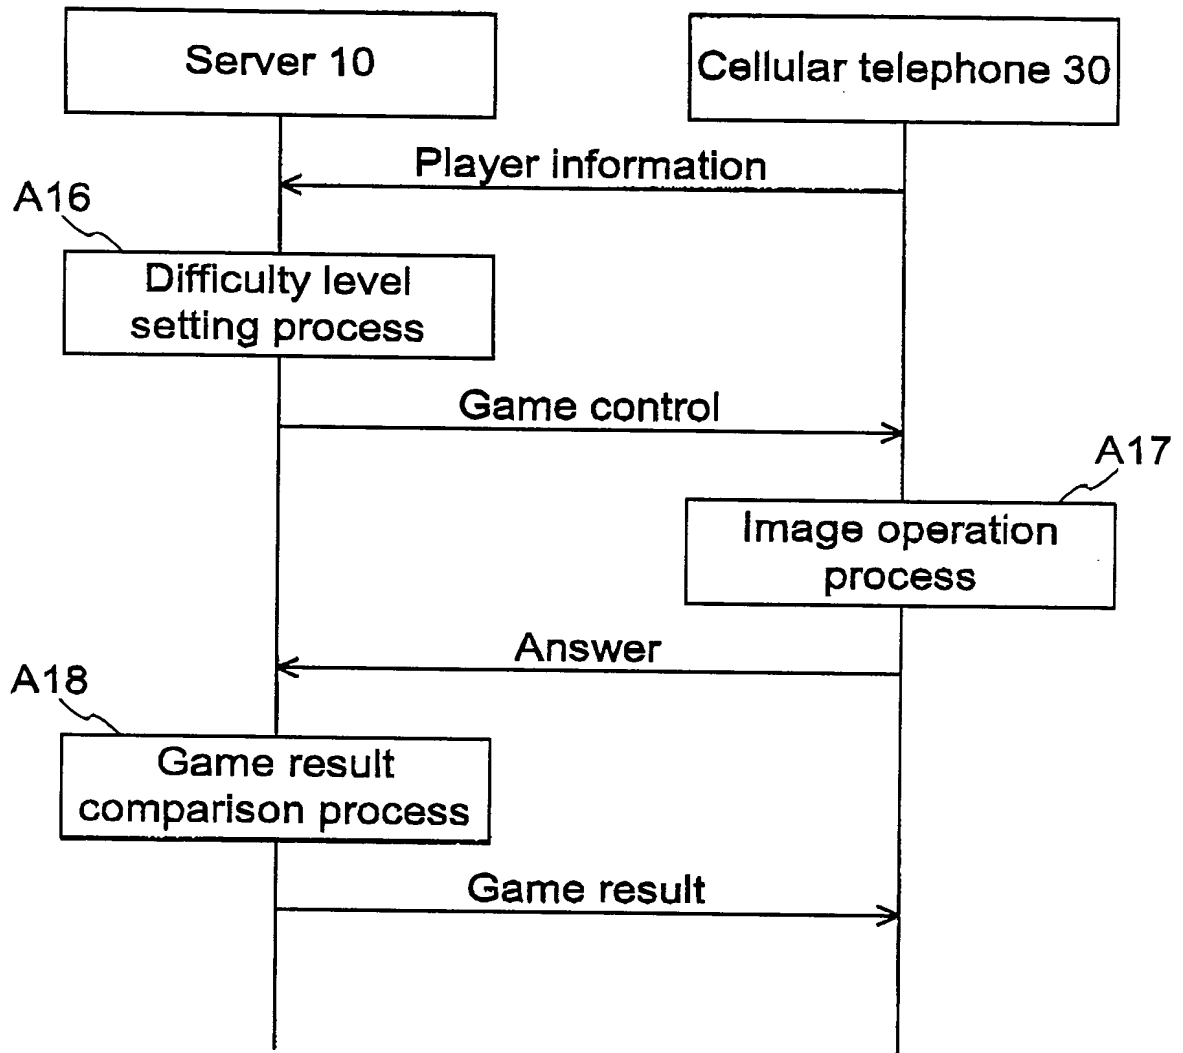 Server 10
Cellular telephone 30
Player information
A16
Difficulty level
setting process
Game control
A17
Image operation
process
Answer
A18
Game result
comparison process
Game result